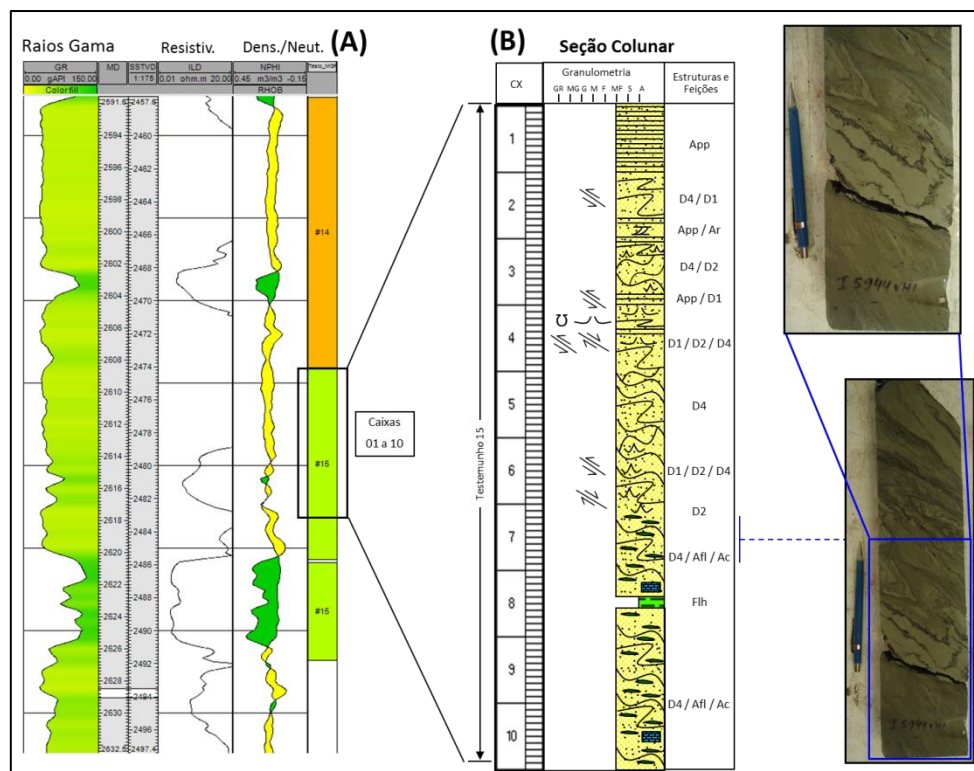 Raios Gama
Resistiv.
Dens./Neut.
(A)
GR
0.00 gAPI 150.00
Color fill
MD
SSTVD
1:175
ILD
0.01 ohm.m 20.00
NPHI
0.45 m3/m3 -0.15
RHOB
2691.6
2594
2596
2598
2600
2602
2604
2606
2608
2610
2612
2614
2616
2618
2620
2622
2624
2626
2628
2630
2632.6
2457.6
2460
2462
2464
2466
2468
2470
2472
2474
2476
2478
2480
2482
2484
2486
2488
2490
2492
2494
2496
2497.4
#14
#15
#15
Caixas
01 a 10
(B)
Seção Colunar
CX
Granulometria
GR MG G M F MF S A
Estruturas e
Feições
Testemunho 15
1
App
2
D4 / D1
App / Ar
3
D4 / D2
App / D1
4
D1 / D2 / D4
5
D4
6
D1 / D2 / D4
D2
7
D4 / Afl / Ac
8
Flh
9
D4 / Afl / Ac
10